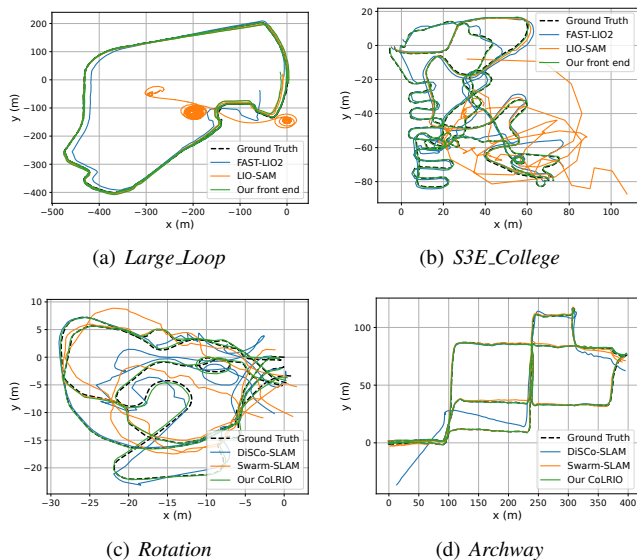 200
100
0
−100
−200
−300
−400
y (m)
Ground Truth
FAST-LIO2
LIO-SAM
Our front end
−500 −400 −300 −200 −100 0
x (m)
(a) Large_Loop
20
0
−20
−40
−60
−80
y (m)
Ground Truth
FAST-LIO2
LIO-SAM
Our front end
0 20 40 60 80 100
x (m)
(b) S3E_College
10
5
0
−5
−10
−15
−20
y (m)
Ground Truth
DiSCo-SLAM
Swarm-SLAM
Our CoLRIO
−30 −25 −20 −15 −10 −5 0
x (m)
(c) Rotation
100
50
0
y (m)
Ground Truth
DiSCo-SLAM
Swarm-SLAM
Our CoLRIO
0 50 100 150 200 250 300 350 400
x (m)
(d) Archway